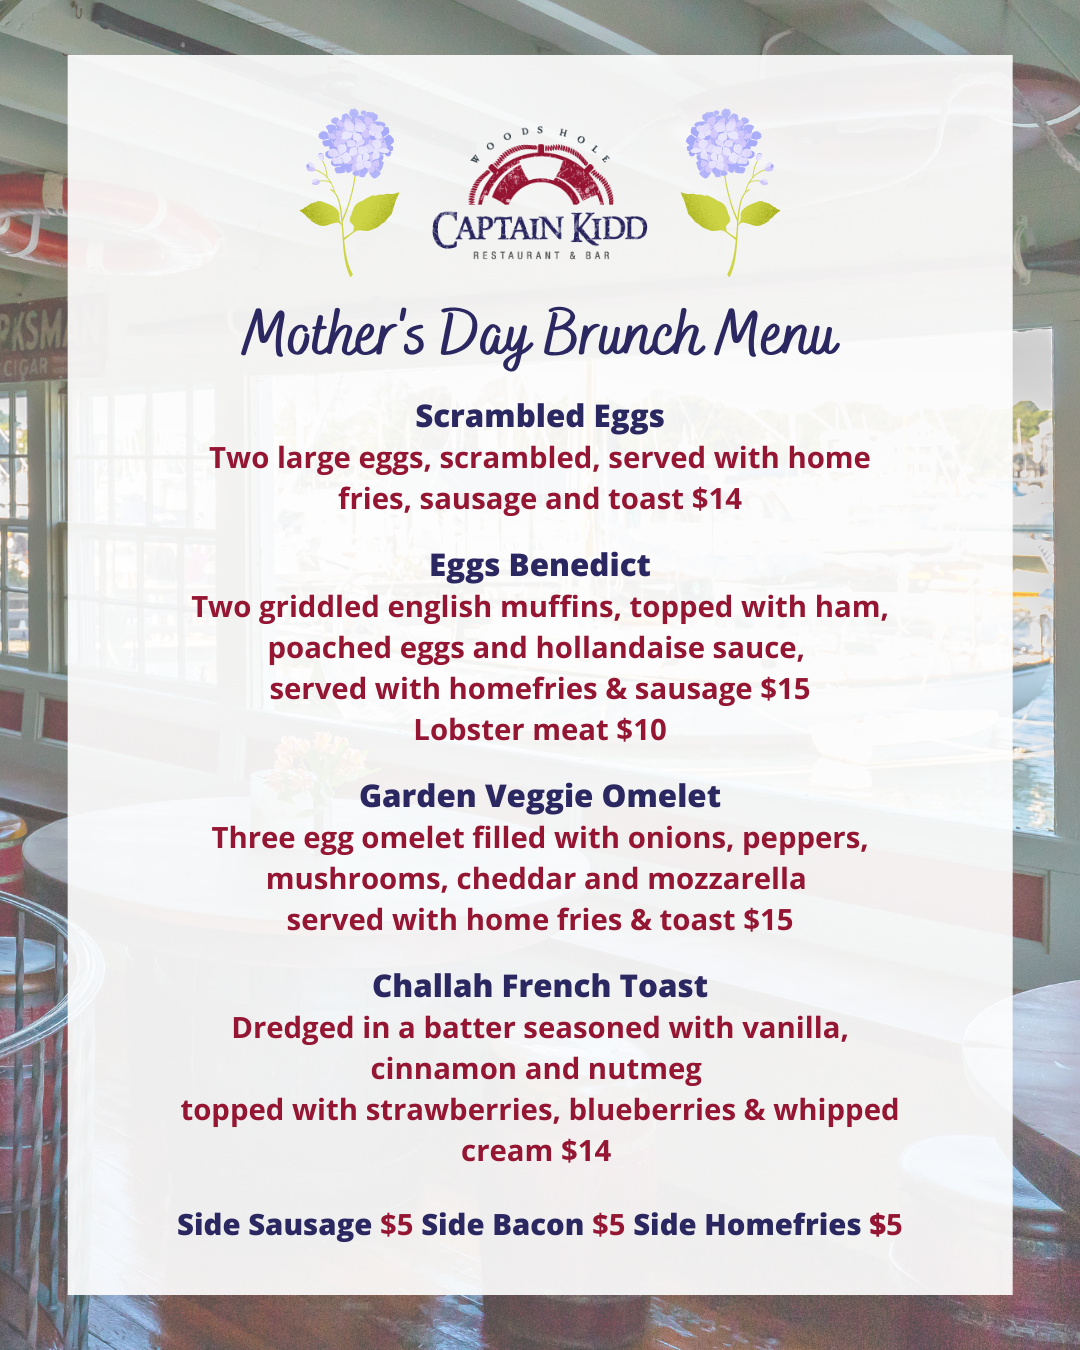 WOODS HOLE
CAPTAIN KIDD
RESTAURANT & BAR
Mother's Day Brunch Menu
Scrambled Eggs
Two large eggs, scrambled, served with home
fries, sausage and toast $14
Eggs Benedict
Two griddled english muffins, topped with ham,
poached eggs and hollandaise sauce,
served with homefries & sausage $15
Lobster meat $10
Garden Veggie Omelet
Three egg omelet filled with onions, peppers,
mushrooms, cheddar and mozzarella
served with home fries & toast $15
Challah French Toast
Dredged in a batter seasoned with vanilla,
cinnamon and nutmeg
topped with strawberries, blueberries & whipped
cream $14
Side Sausage $5 Side Bacon $5 Side Homefries $5
CIGAR